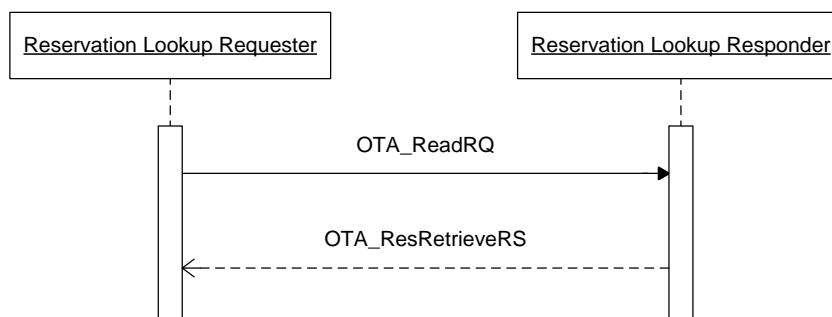 Reservation Lookup Requester
Reservation Lookup Responder
OTA_ReadRQ
OTA_ResRetrieveRS